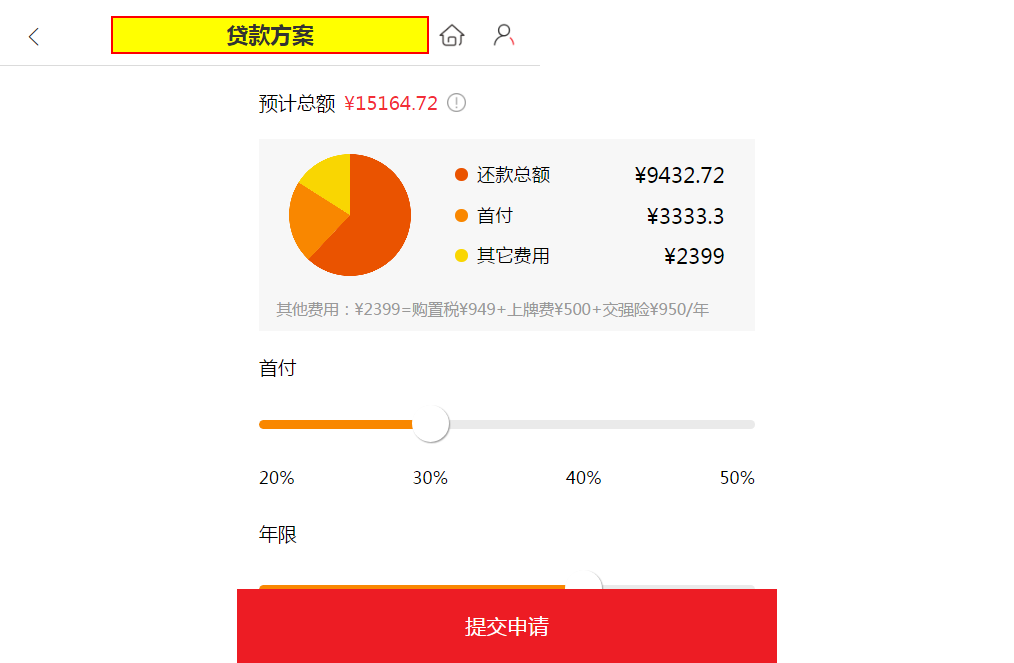 贷款方案
预计总额 ¥15164.72
还款总额 ¥9432.72
首付 ¥3333.3
其它费用 ¥2399
其他费用：¥2399=购置税¥949+上牌费¥500+交强险¥950/年
首付
20% 30% 40% 50%
年限
提交申请